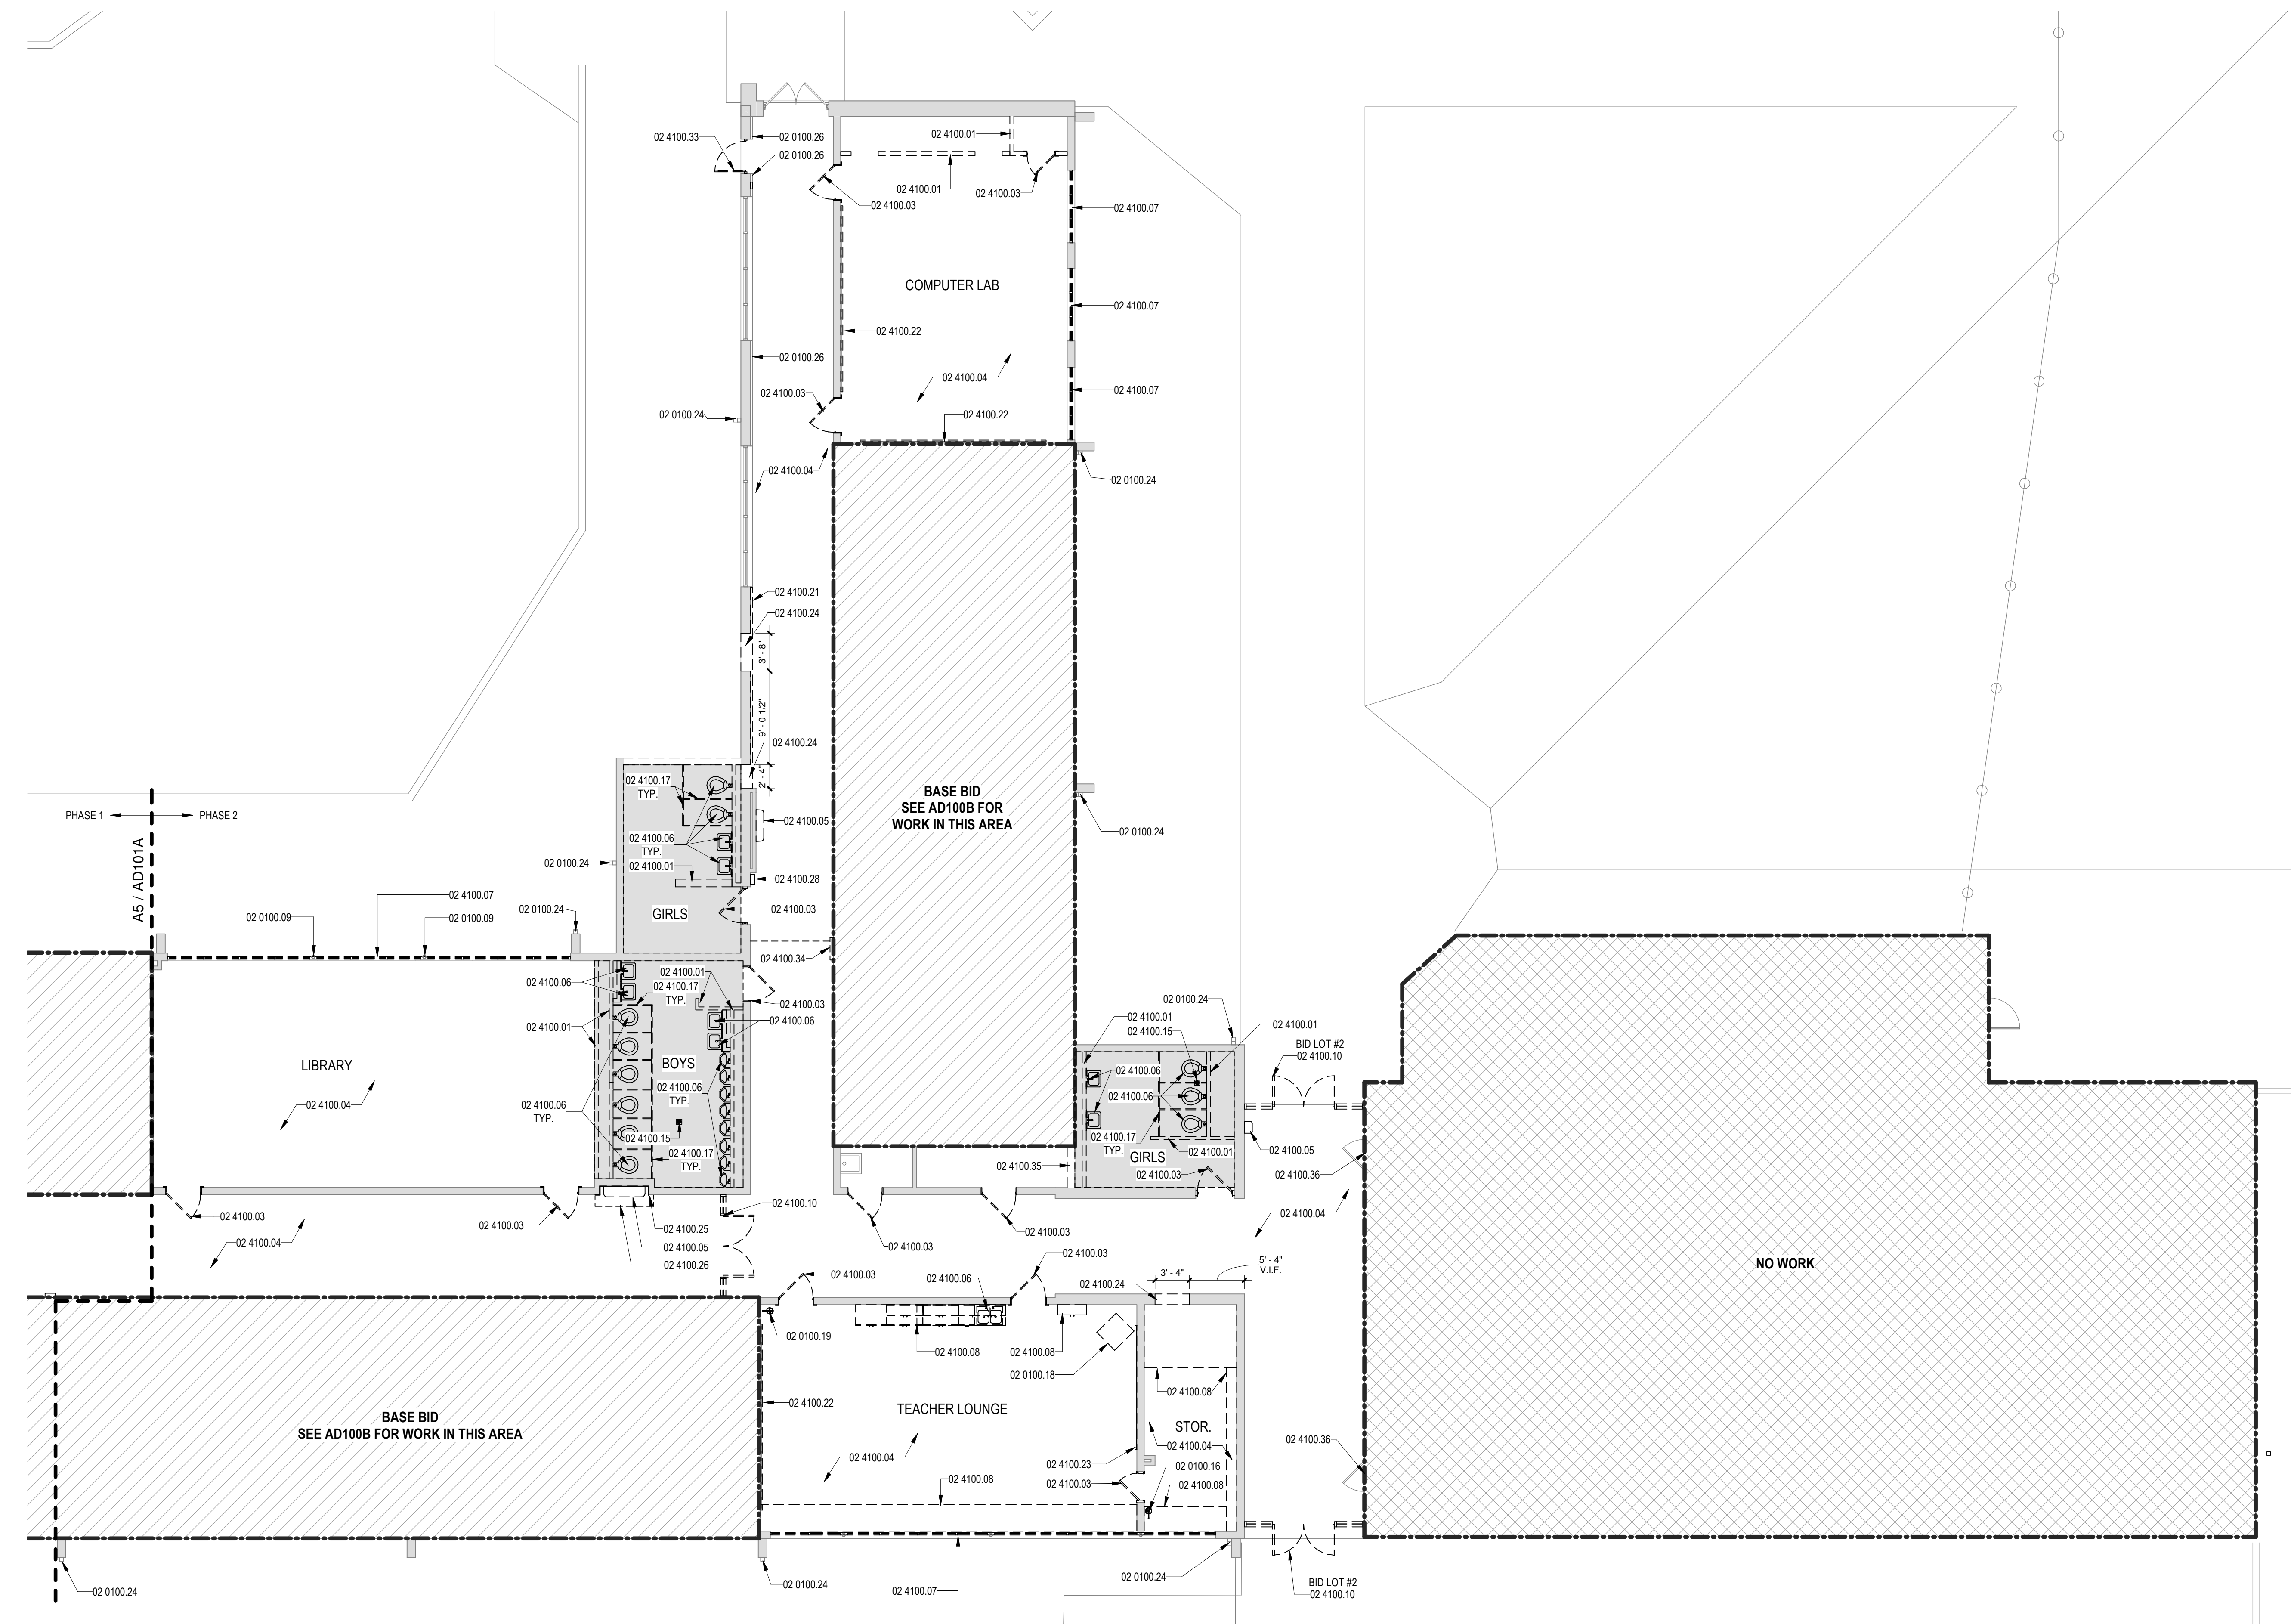 02 4100.33
02 0100.26
02 4100.01
02 0100.26
02 4100.01
02 4100.03
02 4100.03
02 4100.07
COMPUTER LAB
02 4100.07
02 4100.22
02 0100.26
02 4100.04
02 4100.03
02 4100.07
02 0100.24
02 4100.22
02 4100.04
02 0100.24
02 4100.21
02 4100.24
3' - 8"
9' - 0 1/2"
02 4100.24
2' - 4"
02 4100.17
TYP.
BASE BID
SEE AD100B FOR
WORK IN THIS AREA
PHASE 1
PHASE 2
02 4100.05
02 0100.24
02 4100.06
TYP.
02 0100.24
02 4100.01
A5 / AD101A
02 4100.28
02 4100.07
02 0100.09
02 0100.09
02 0100.24
GIRLS
02 4100.03
02 4100.34
02 4100.06
02 4100.01
02 4100.17
TYP.
02 4100.03
02 0100.24
02 4100.01
02 4100.06
02 4100.01
02 4100.15
02 4100.01
BID LOT #2
02 4100.10
LIBRARY
BOYS
02 4100.06
02 4100.06
TYP.
02 4100.06
02 4100.04
02 4100.06
TYP.
02 4100.15
02 4100.17
TYP.
02 4100.17
TYP.
02 4100.01
02 4100.05
GIRLS
02 4100.35
02 4100.03
02 4100.36
02 4100.03
02 4100.03
02 4100.10
02 4100.04
02 4100.25
02 4100.03
02 4100.04
02 4100.05
02 4100.03
02 4100.03
02 4100.26
5' - 4"
V.I.F.
NO WORK
02 4100.03
02 4100.06
02 4100.24
3' - 4"
02 0100.19
02 4100.08
02 4100.08
02 0100.18
02 4100.08
02 4100.22
TEACHER LOUNGE
BASE BID
SEE AD100B FOR WORK IN THIS AREA
STOR.
02 4100.36
02 4100.04
02 4100.04
02 4100.23
02 0100.16
02 4100.08
02 4100.03
02 4100.08
02 0100.24
02 0100.24
02 4100.07
02 0100.24
BID LOT #2
02 4100.10